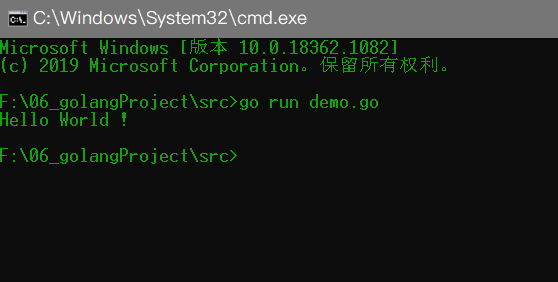 C:\Windows\System32\cmd.exe
Microsoft Windows [版本 10.0.18362.1082]
(c) 2019 Microsoft Corporation。保留所有权利。
F:\06_golangProject\src>go run demo.go
Hello World !
F:\06_golangProject\src>